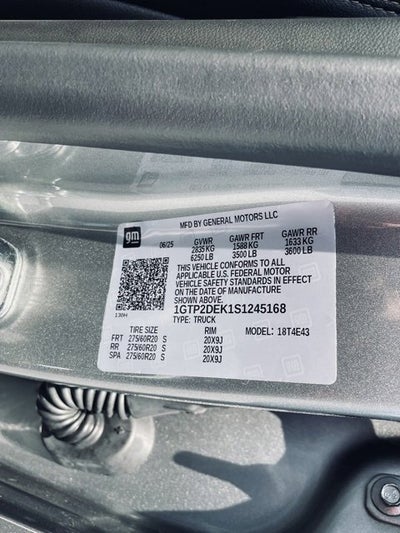 gm
MFD BY GENERAL MOTORS LLC
06/25 GVWR GAWR FRT GAWR RR
2835 KG 1588 KG 1633 KG
6250 LB 3500 LB 3600 LB
THIS VEHICLE CONFORMS TO ALL
APPLICABLE U.S. FEDERAL MOTOR
VEHICLE SAFETY STANDARDS IN EFFECT
ON THE DATE OF MANUFACTURE
1GTP2DEK1S1245168
TYPE: TRUCK
TIRE SIZE RIM MODEL: 18T4E43
FRT 275/60R20 S 20X9J
RR 275/60R20 S 20X9J
SPA 275/60R20 S 20X9J